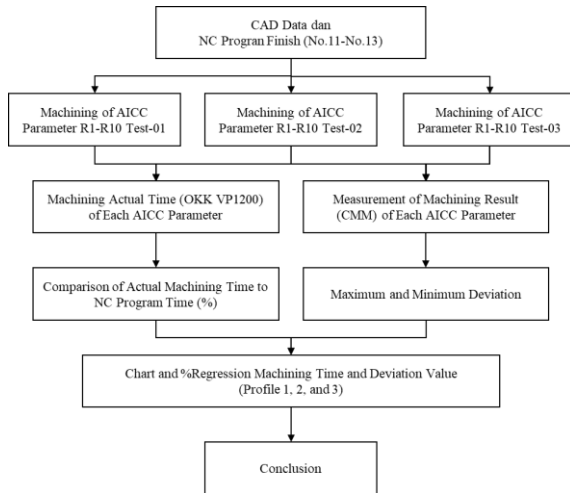 CAD Data dan
NC Progran Finish (No.11-No.13)
Machining of AICC
Parameter R1-R10 Test-01
Machining of AICC
Parameter R1-R10 Test-02
Machining of AICC
Parameter R1-R10 Test-03
Machining Actual Time (OKK VP1200)
of Each AICC Parameter
Measurement of Machining Result
(CMM) of Each AICC Parameter
Comparison of Actual Machining Time to
NC Program Time (%)
Maximum and Minimum Deviation
Chart and %Regression Machining Time and Deviation Value
(Profile 1, 2, and 3)
Conclusion